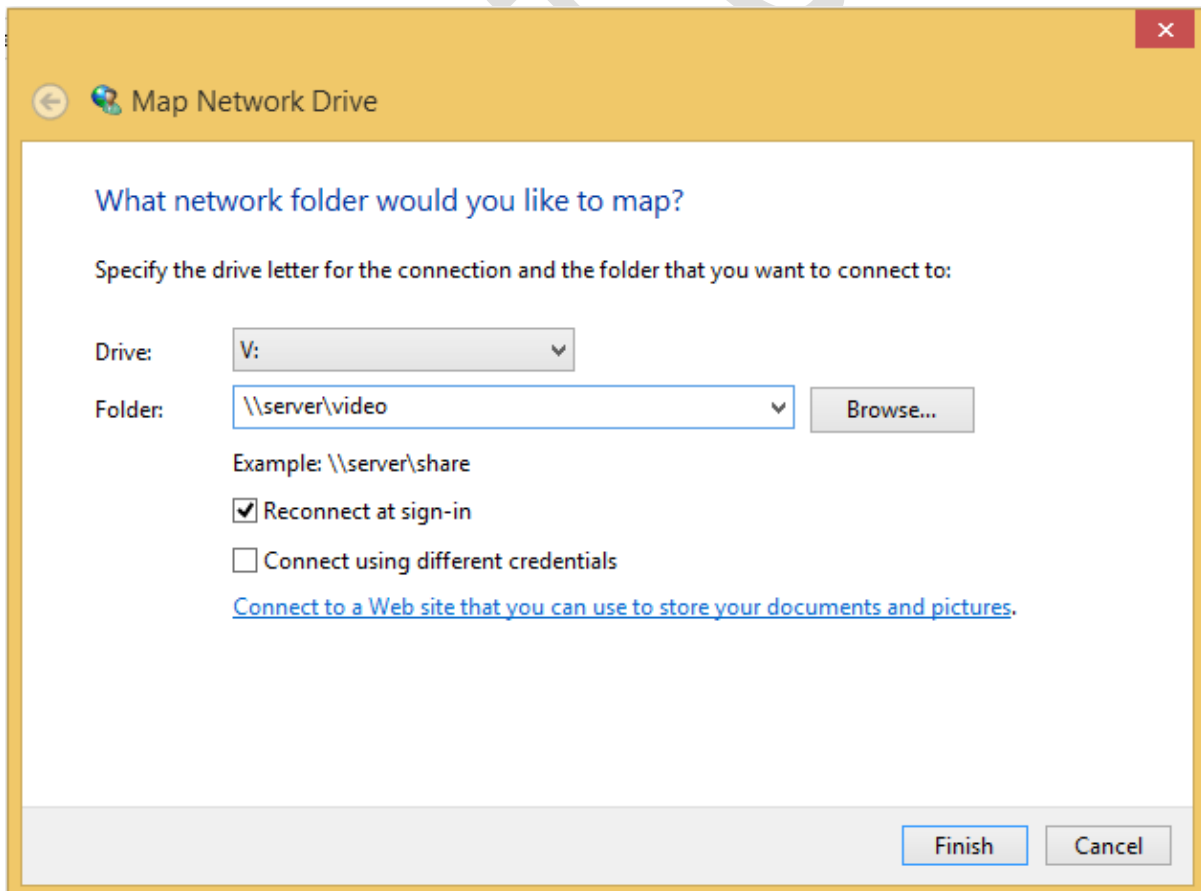 Map Network Drive
What network folder would you like to map?
Specify the drive letter for the connection and the folder that you want to connect to:
Drive: V:
Folder: \\server\video Browse...
Example: \\server\share
Reconnect at sign-in
Connect using different credentials
Connect to a Web site that you can use to store your documents and pictures.
Finish Cancel